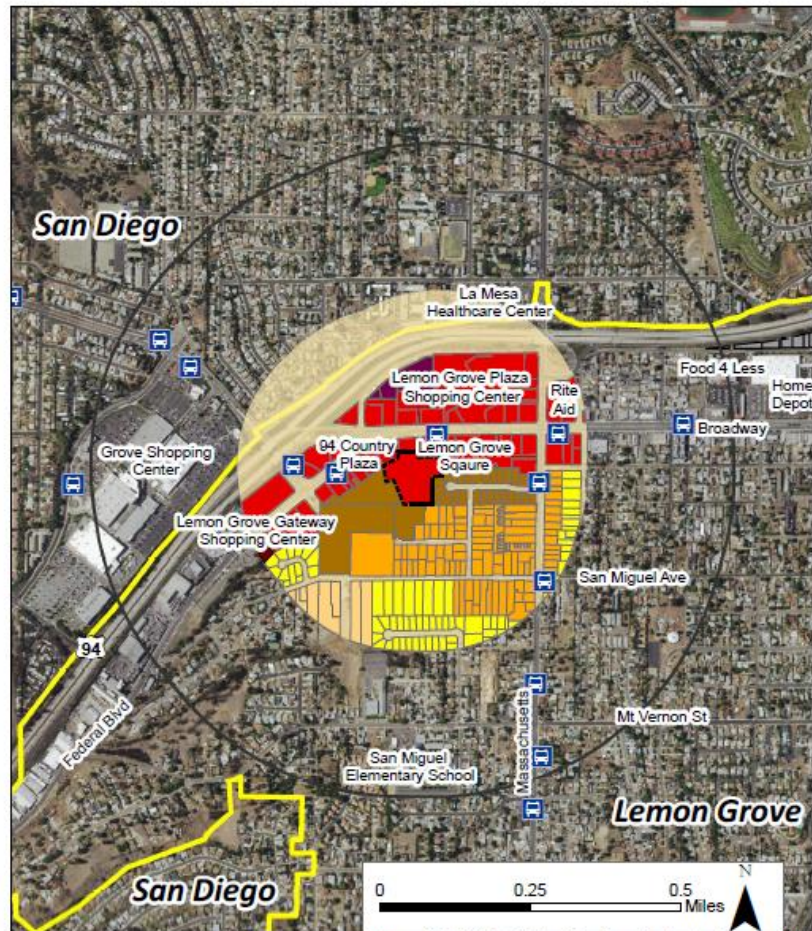 San Diego
La Mesa
Healthcare Center
Lemon Grove Plaza
Shopping Center
Rite
Aid
Food 4 Less
Home
Depot
Broadway
94 Country
Plaza
Lemon Grove
Sqaure
Grove Shopping
Center
Lemon Grove Gateway
Shopping Center
San Miguel Ave
94
Federal Blvd
Massachusetts
Mt Vernon St
San Miguel
Elementary School
Lemon Grove
San Diego
N
0 0.25 0.5
Miles